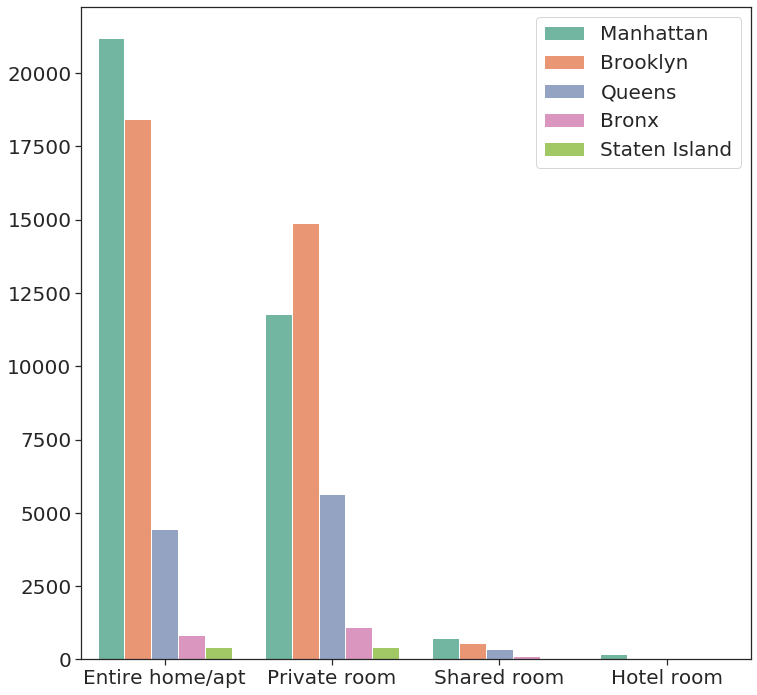 Manhattan
Brooklyn
Queens
Bronx
Staten Island
20000
17500
15000
12500
10000
7500
5000
2500
0
Entire home/apt Private room Shared room Hotel room